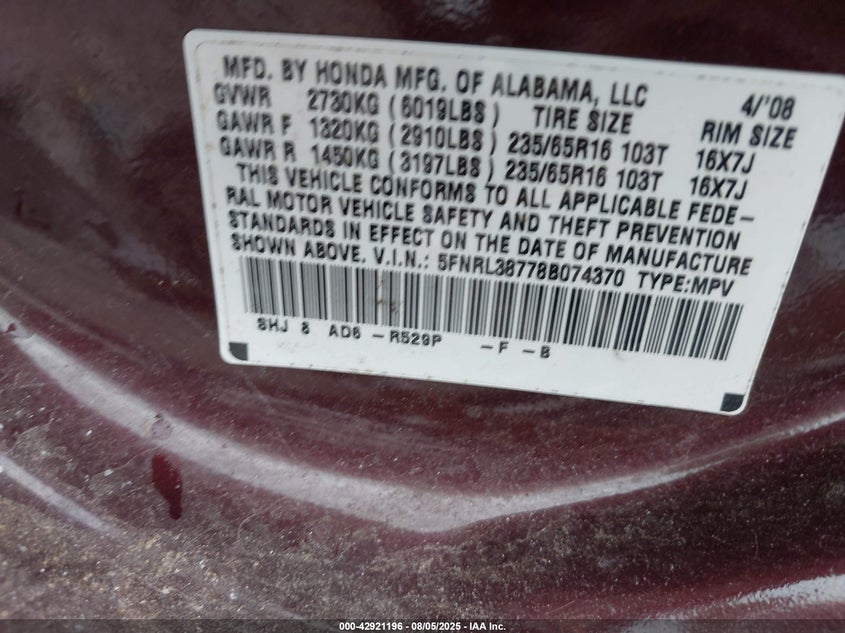 MFD. BY HONDA MFG. OF ALABAMA, LLC 4/'08
GVWR 2730KG (6019LBS) TIRE SIZE RIM SIZE
GAWR F 1320KG (2910LBS) 235/65R16 103T 16X7J
GAWR R 1450KG (3197LBS) 235/65R16 103T 16X7J
THIS VEHICLE CONFORMS TO ALL APPLICABLE FEDE-
RAL MOTOR VEHICLE SAFETY AND THEFT PREVENTION
STANDARDS IN EFFECT ON THE DATE OF MANUFACTURE
SHOWN ABOVE. V.I.N.: 5FNRL38778B074370 TYPE:MPV
SHJ 8 AD6 -R529P -F -B
000-42921196 - 08/05/2025 - IAA Inc.